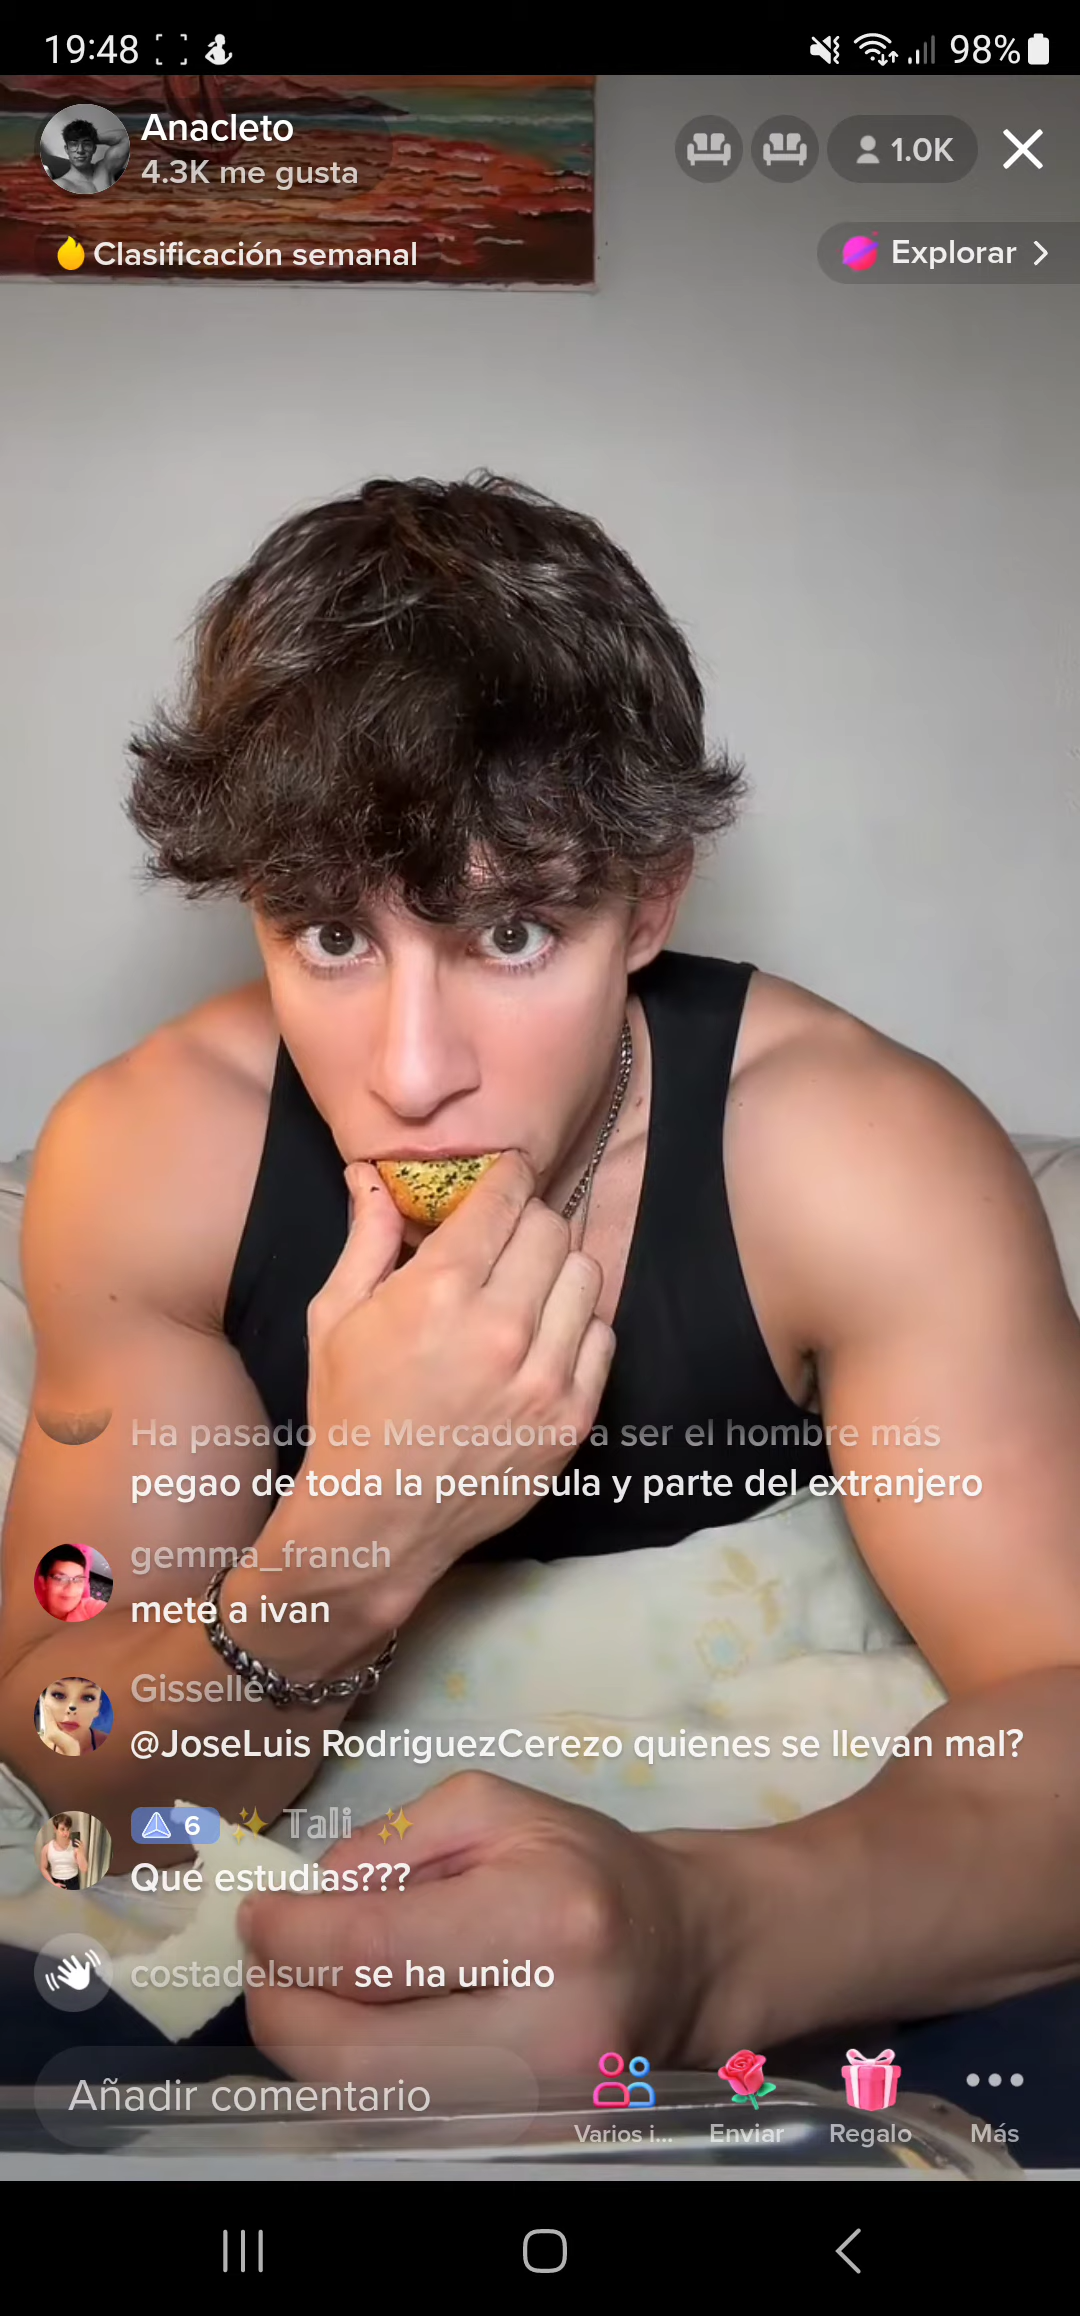 19:48
98%
Anacleto
4.3K me gusta
1.0K
Clasificación semanal
Explorar
Ha pasado de Mercadona a ser el hombre más
pegao de toda la península y parte del extranjero
gemma_franch
mete a ivan
Gisselle
@JoseLuis RodriguezCerezo quienes se llevan mal?
6 ✨ 𝕋𝕒𝕝𝕚 ✨
Que estudias???
costadelsurr se ha unido
Añadir comentario
Varios i...
Enviar
Regalo
Más